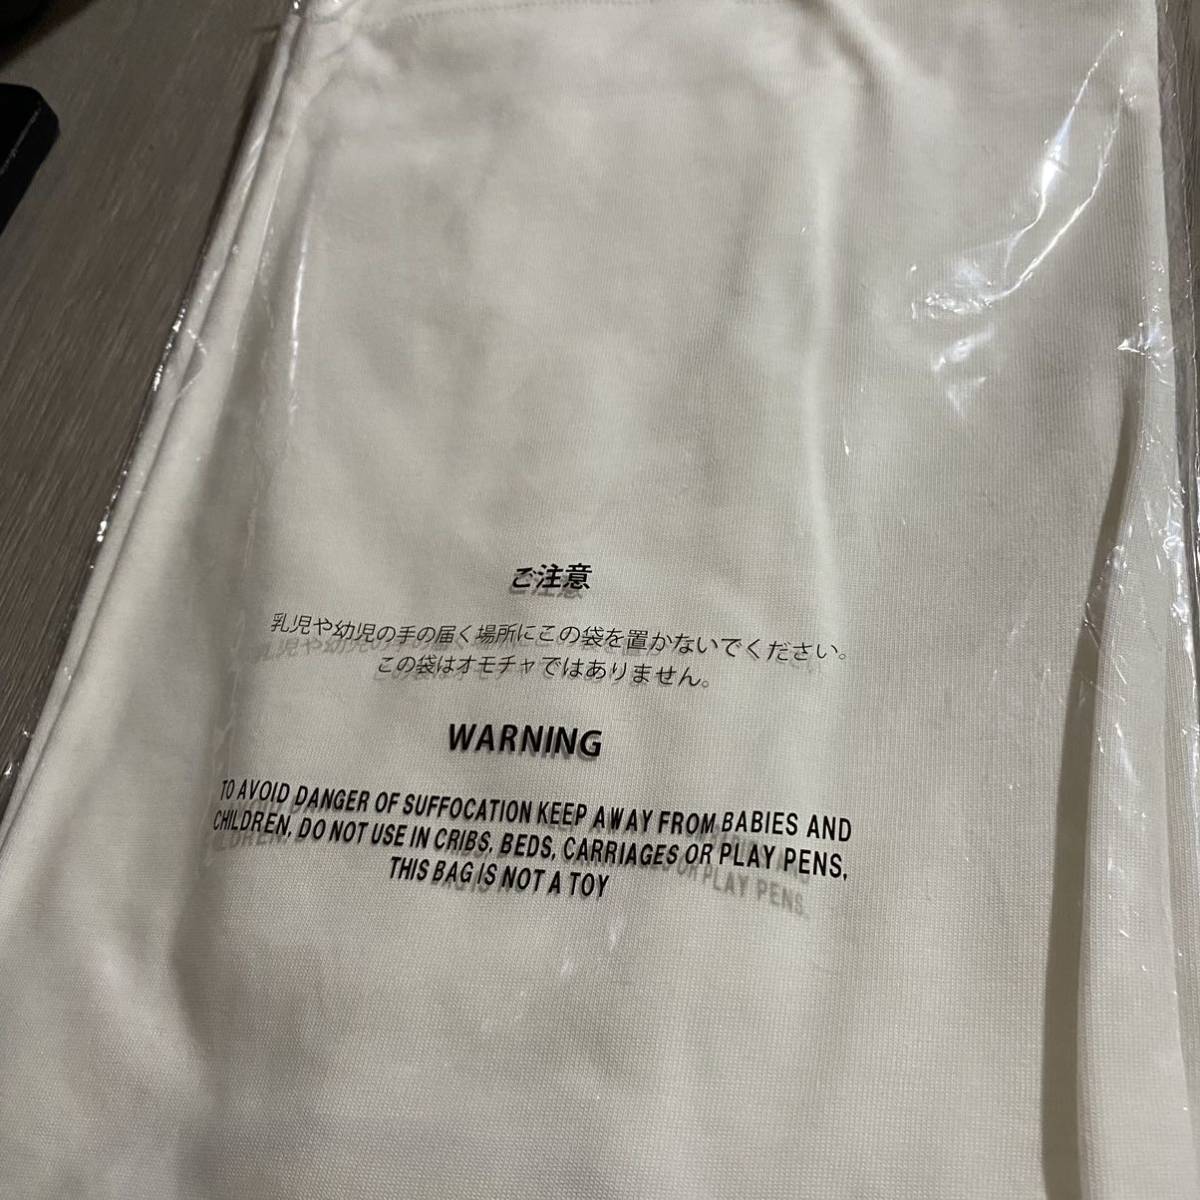 ご注意
乳児や幼児の手の届く場所にこの袋を置かないでください。
この袋はオモチャではありません。
WARNING
TO AVOID DANGER OF SUFFOCATION KEEP AWAY FROM BABIES AND
CHILDREN, DO NOT USE IN CRIBS, BEDS, CARRIAGES OR PLAY PENS,
THIS BAG IS NOT A TOY